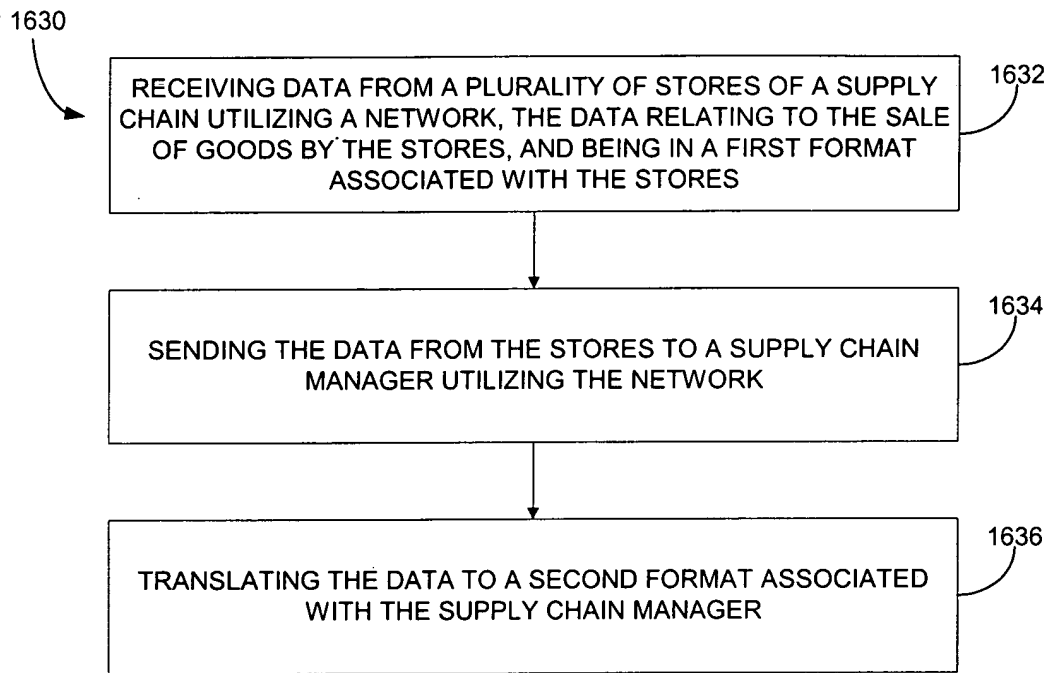 1630
RECEIVING DATA FROM A PLURALITY OF STORES OF A SUPPLY
CHAIN UTILIZING A NETWORK, THE DATA RELATING TO THE SALE
OF GOODS BY THE STORES, AND BEING IN A FIRST FORMAT
ASSOCIATED WITH THE STORES
1632
SENDING THE DATA FROM THE STORES TO A SUPPLY CHAIN
MANAGER UTILIZING THE NETWORK
1634
TRANSLATING THE DATA TO A SECOND FORMAT ASSOCIATED
WITH THE SUPPLY CHAIN MANAGER
1636